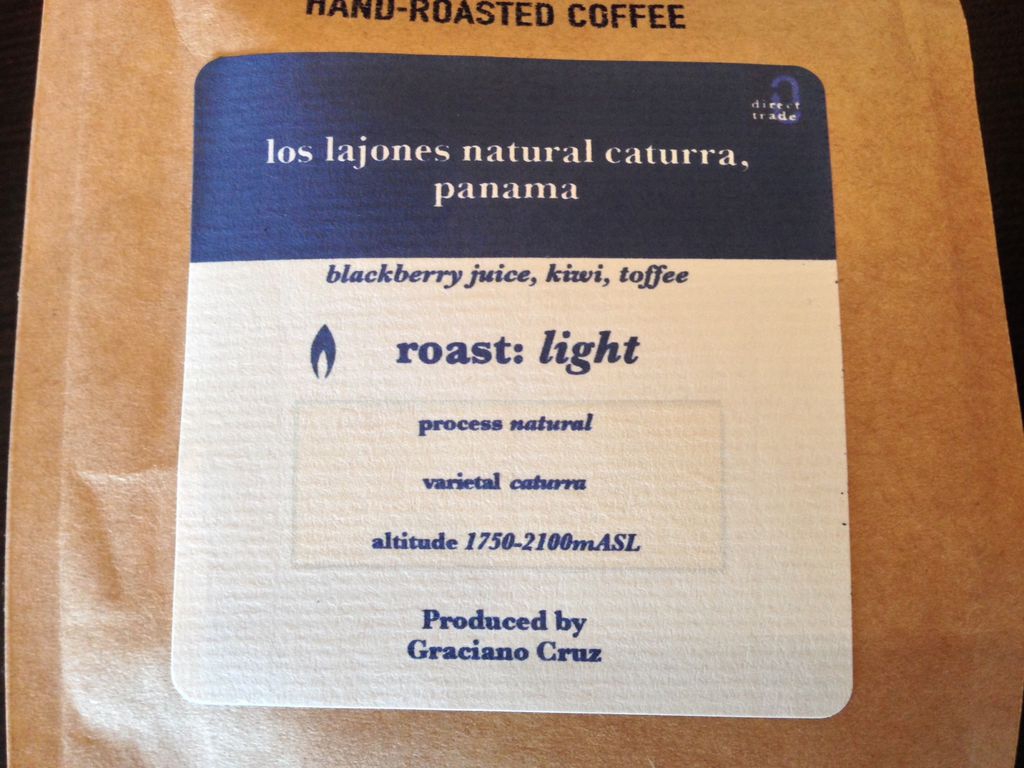 HAND-ROASTED COFFEE
direct
trade
los lajones natural caturra,
panama
blackberry juice, kiwi, toffee
roast: light
process natural
varietal caturra
altitude 1750-2100mASL
Produced by
Graciano Cruz